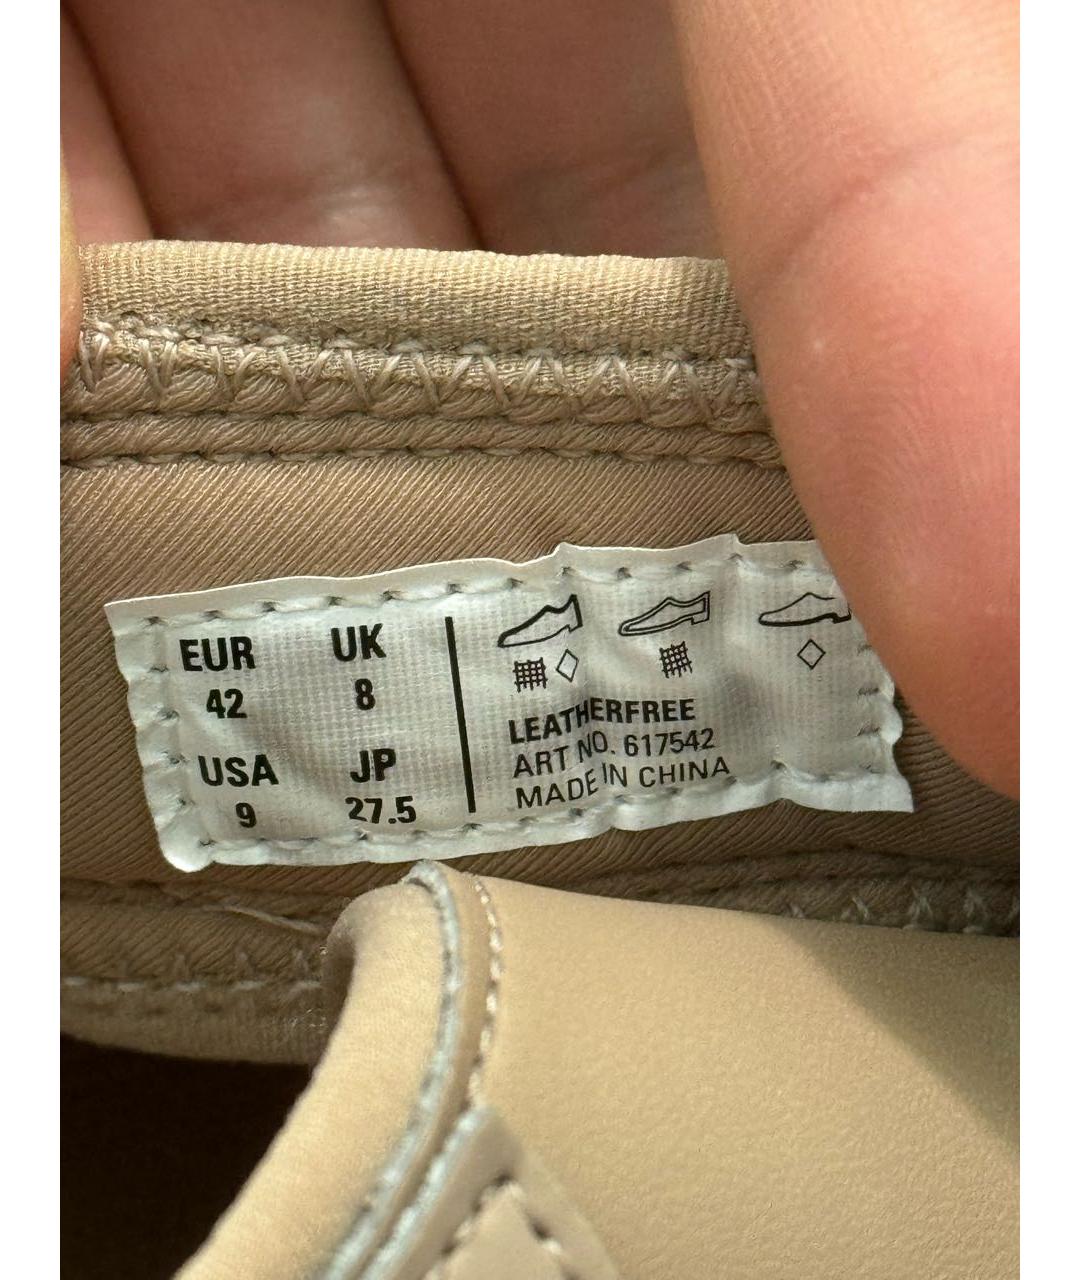 EUR UK
42 8
USA JP
9 27.5
LEATHERFREE
ART NO. 617542
MADE IN CHINA